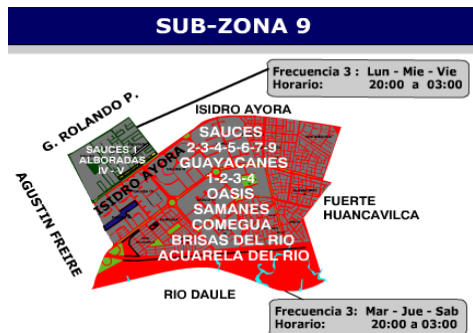 SUB-ZONA 9
Frecuencia 3 : Lun - Mie - Vie
Horario: 20:00 a 03:00
G. ROLANDO P.
ISIDRO AYORA
SAUCES I
ALBORADAS
IV - V
ISIDRO AYORA
SAUCES
2-3-4-5-6-7-9
GUAYACANES
1-2-3-4
OASIS
SAMANES
COMEGUA
BRISAS DEL RIO
ACUARELA DEL RIO
AGUSTIN FREIRE
FUERTE
HUANCAVILCA
RIO DAULE
Frecuencia 3: Mar - Jue - Sab
Horario: 20:00 a 03:00